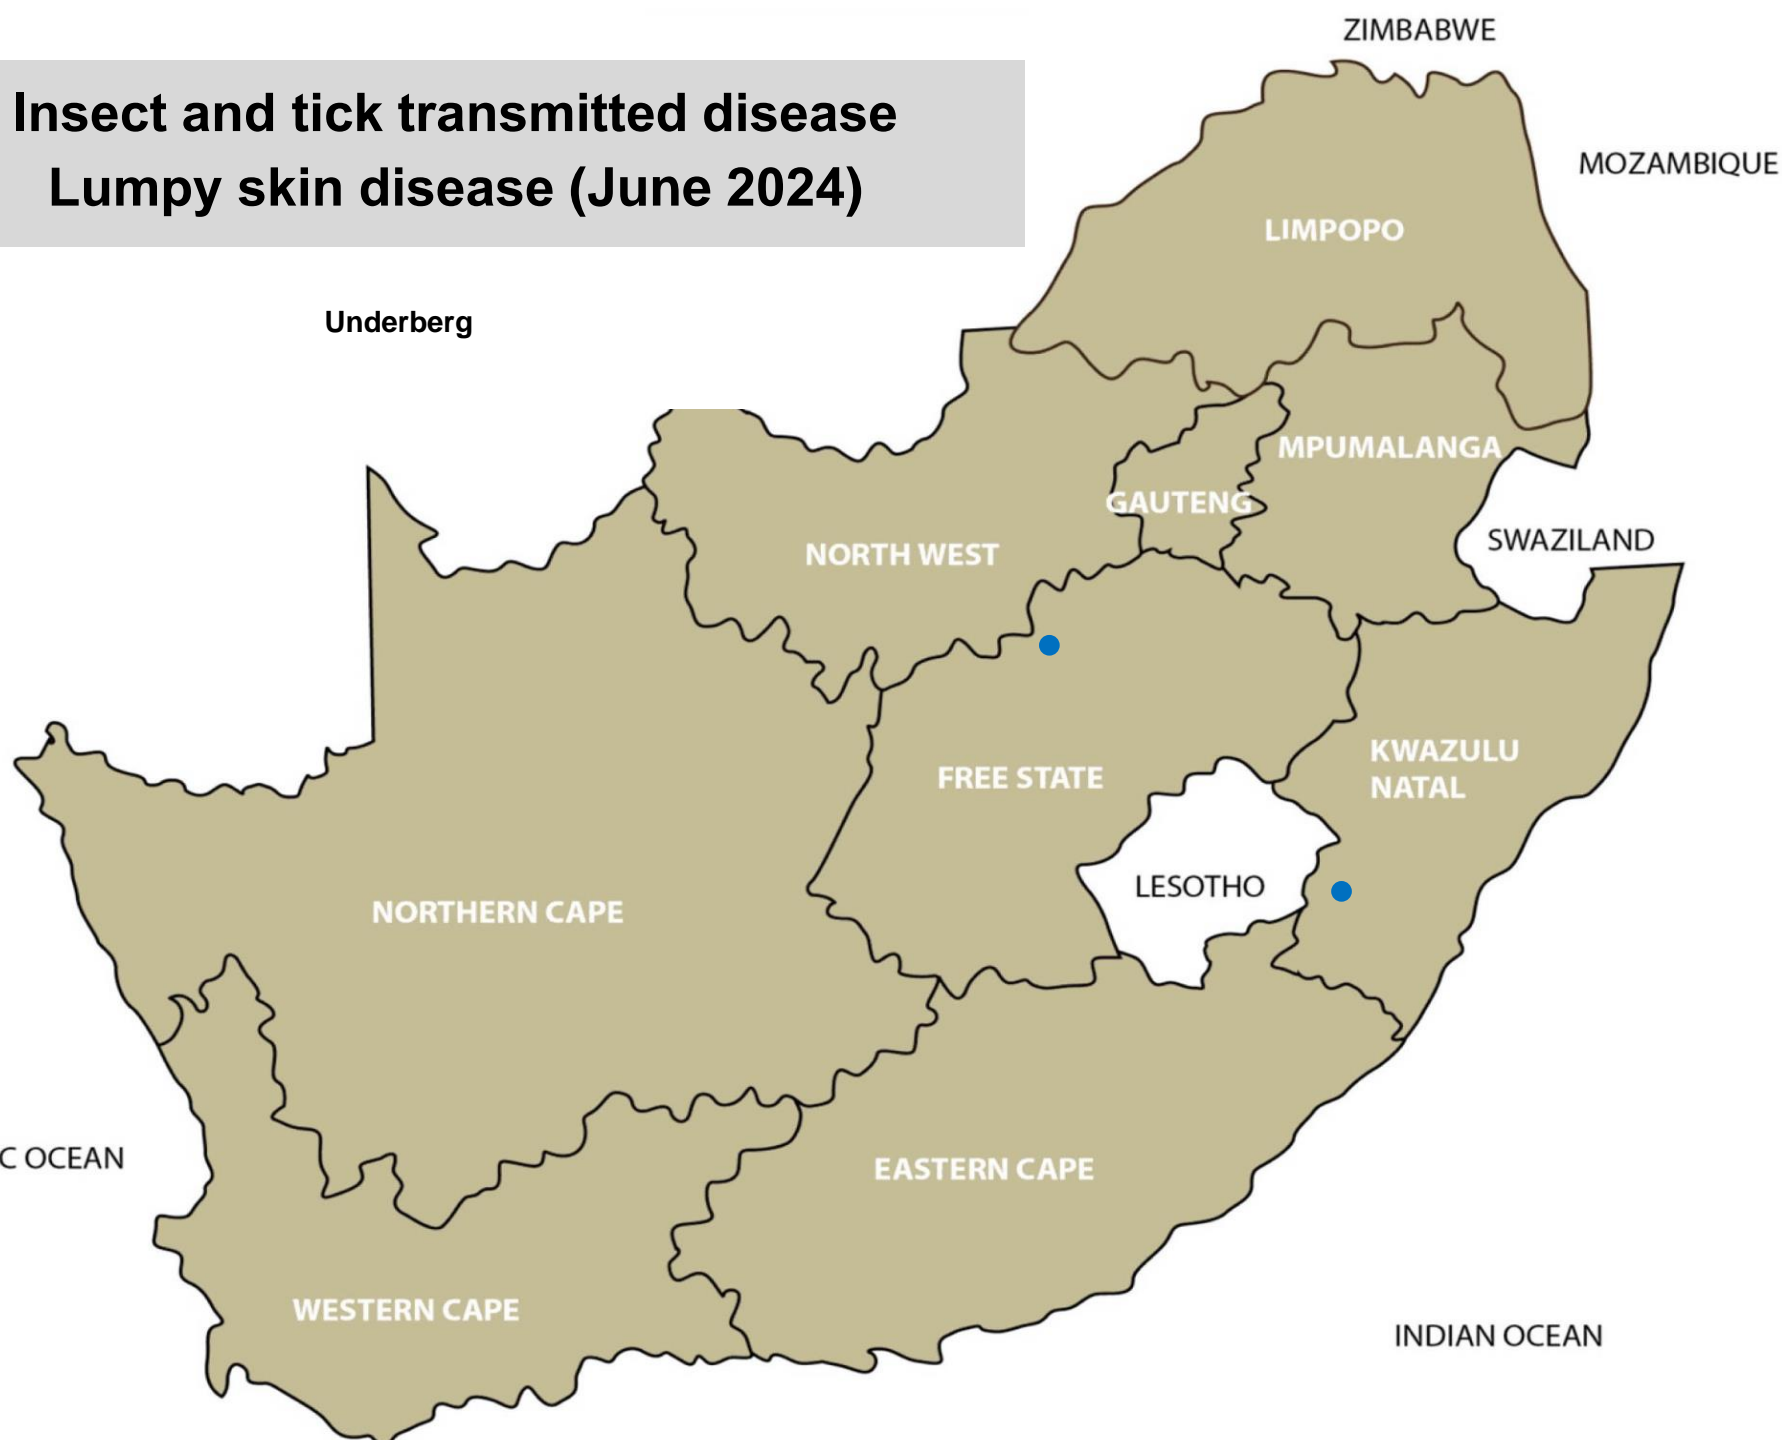 ZIMBABWE
Insect and tick transmitted disease
Lumpy skin disease (June 2024)
MOZAMBIQUE
LIMPOPO
Underberg
MPUMALANGA
GAUTENG
SWAZILAND
NORTH WEST
KWAZULU
NATAL
FREE STATE
LESOTHO
NORTHERN CAPE
C OCEAN
EASTERN CAPE
WESTERN CAPE
INDIAN OCEAN